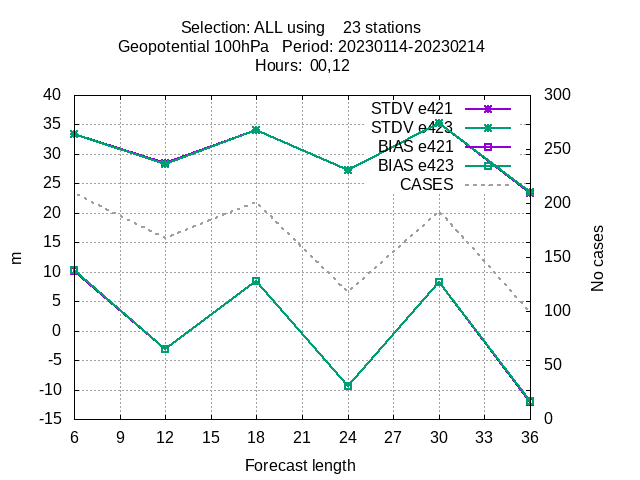 Selection: ALL using    23 stations
Geopotential 100hPa   Period: 20230114-20230214
Hours:  00,12
STDV e421
STDV e423
BIAS e421
BIAS e423
CASES
40
35
30
25
20
15
10
5
0
-5
-10
-15
m
300
250
200
150
100
50
0
No cases
6 9 12 15 18 21 24 27 30 33 36
Forecast length